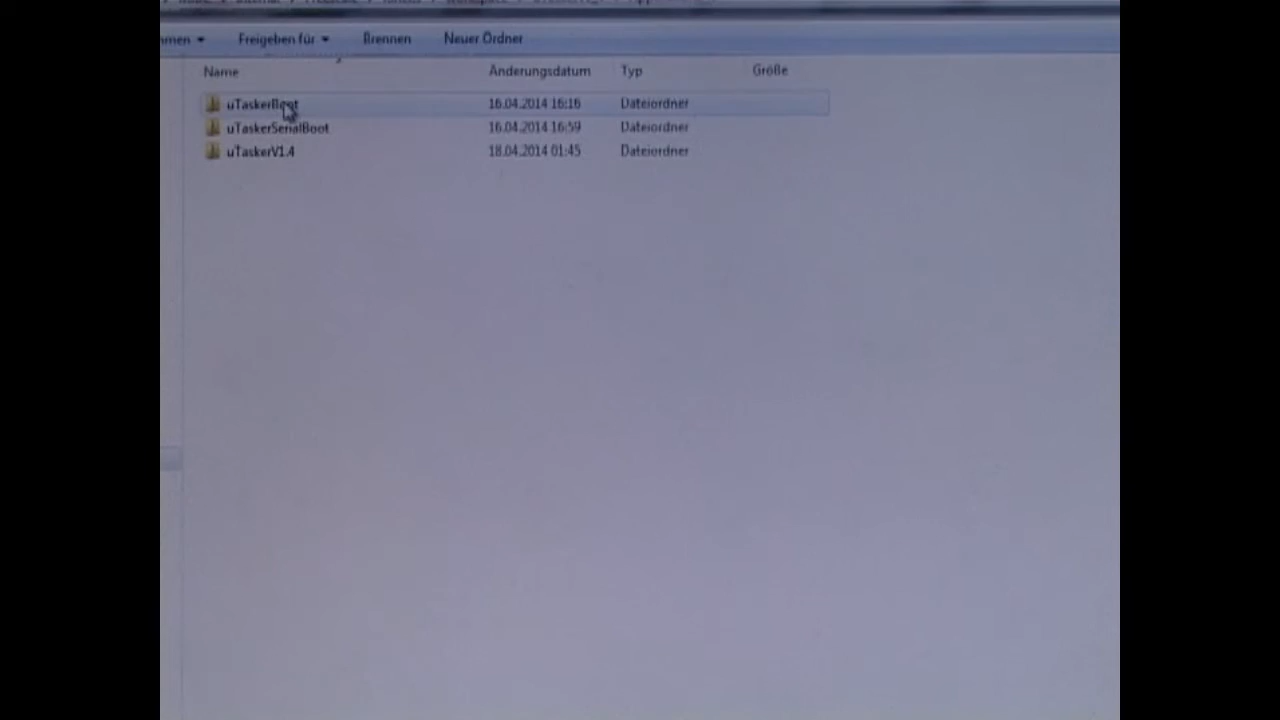 Freigeben für Brennen Neuer Ordner
Name Änderungsdatum Typ Größe
uTaskerBoot 16.04.2014 16:16 Dateiordner
uTaskerSerialBoot 16.04.2014 16:59 Dateiordner
uTaskerV1.4 18.04.2014 01:45 Dateiordner